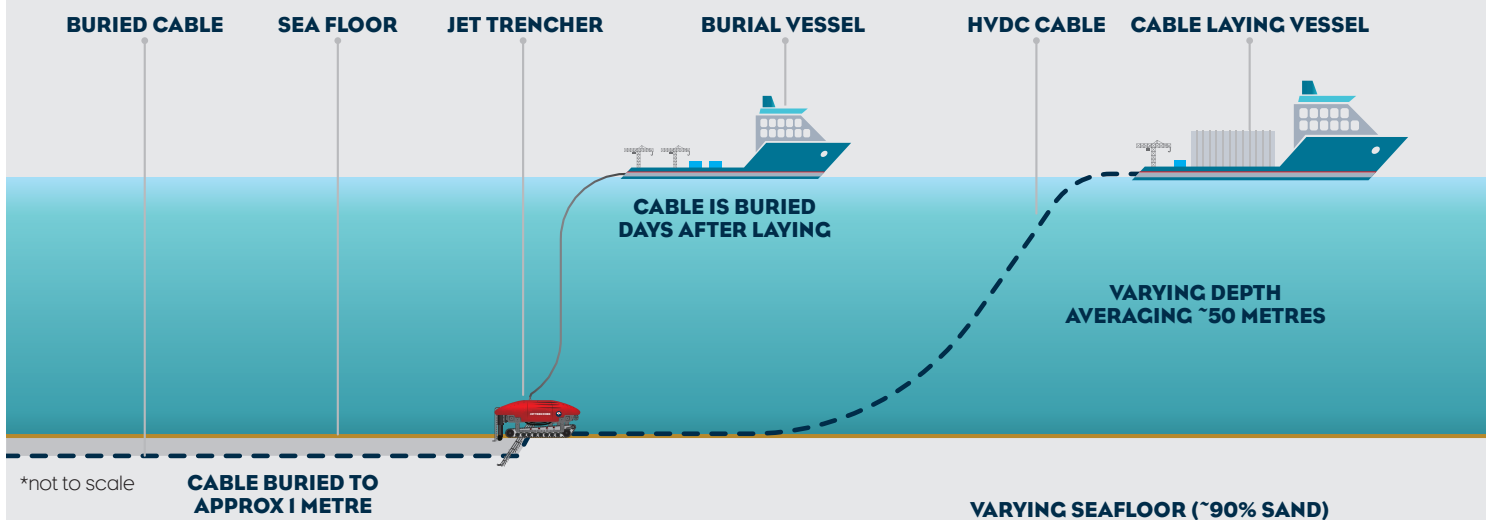 BURIED CABLE
SEA FLOOR
JET TRENCHER
BURIAL VESSEL
HVDC CABLE
CABLE LAYING VESSEL
CABLE IS BURIED
DAYS AFTER LAYING
VARYING DEPTH
AVERAGING ~50 METRES
*not to scale
CABLE BURIED TO
APPROX 1 METRE
VARYING SEAFLOOR (~90% SAND)